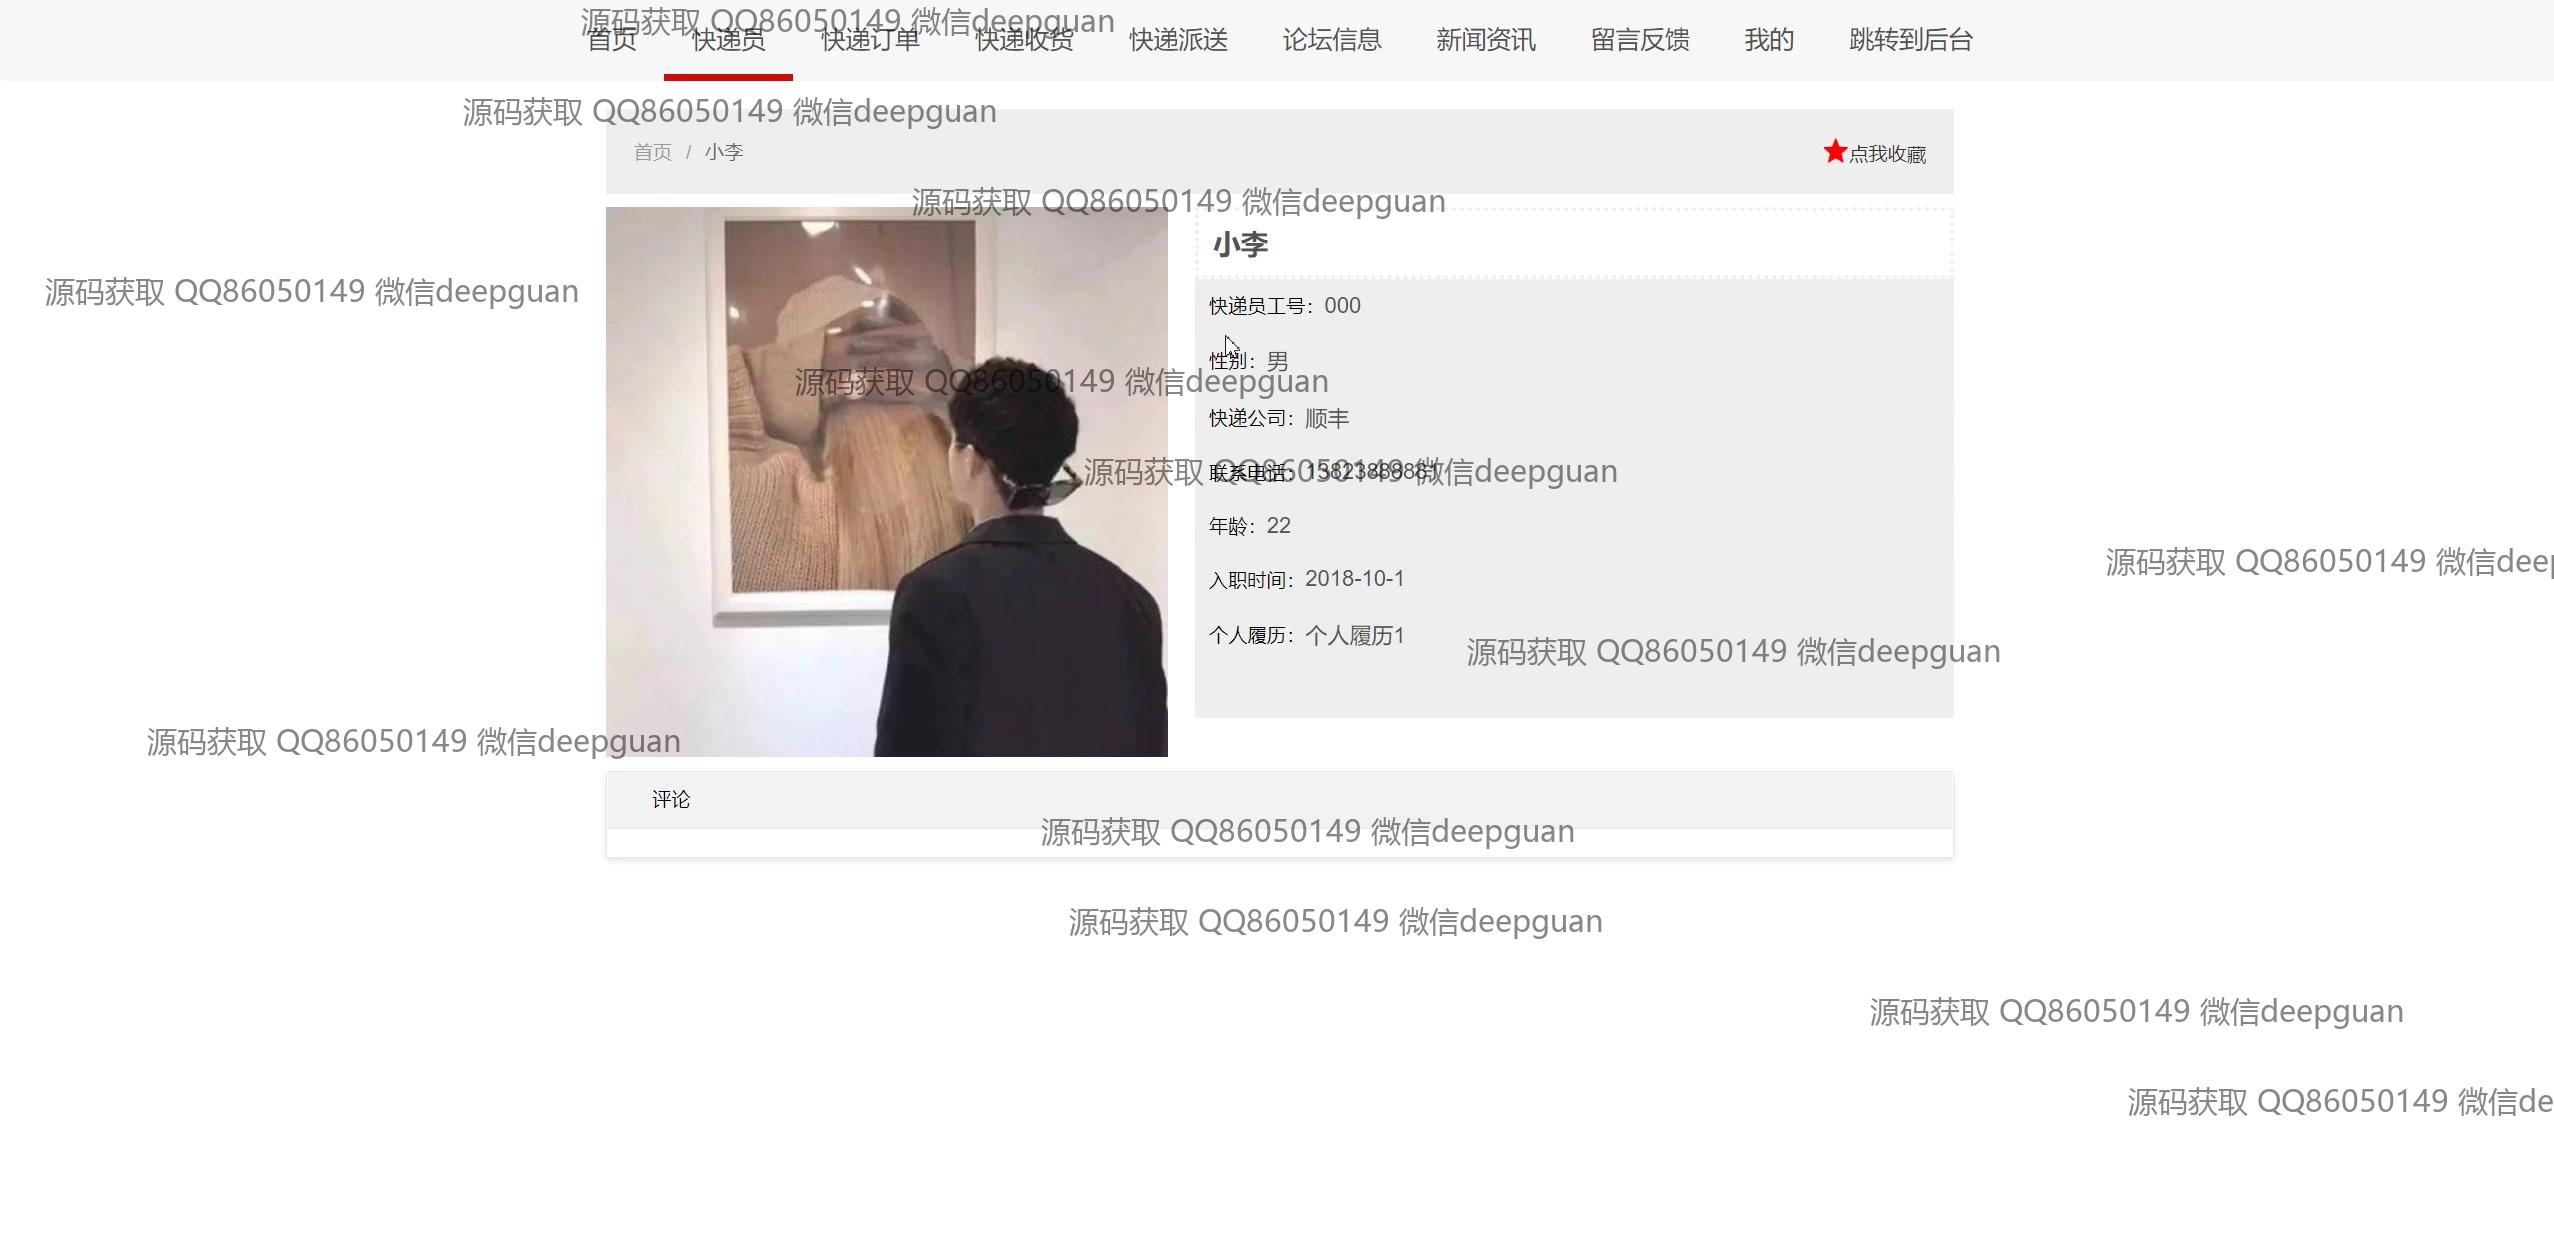 源码获取 QQ86050149 微信deepguan
首页 快递员 快递订单 快递收货 快递派送 论坛信息 新闻资讯 留言反馈 我的 跳转到后台
源码获取 QQ86050149 微信deepguan
首页 / 小李
点我收藏
源码获取 QQ86050149 微信deepguan
小李
源码获取 QQ86050149 微信deepguan
快递员工号：000
性别：男
源码获取 QQ86050149 微信deepguan
快递公司：顺丰
联系电话：
源码获取 QQ86050149 微信deepguan
年龄：22
源码获取 QQ86050149 微信deep
入职时间：2018-10-1
个人履历：个人履历1
源码获取 QQ86050149 微信deepguan
源码获取 QQ86050149 微信deepguan
评论
源码获取 QQ86050149 微信deepguan
源码获取 QQ86050149 微信deepguan
源码获取 QQ86050149 微信deepguan
源码获取 QQ86050149 微信de